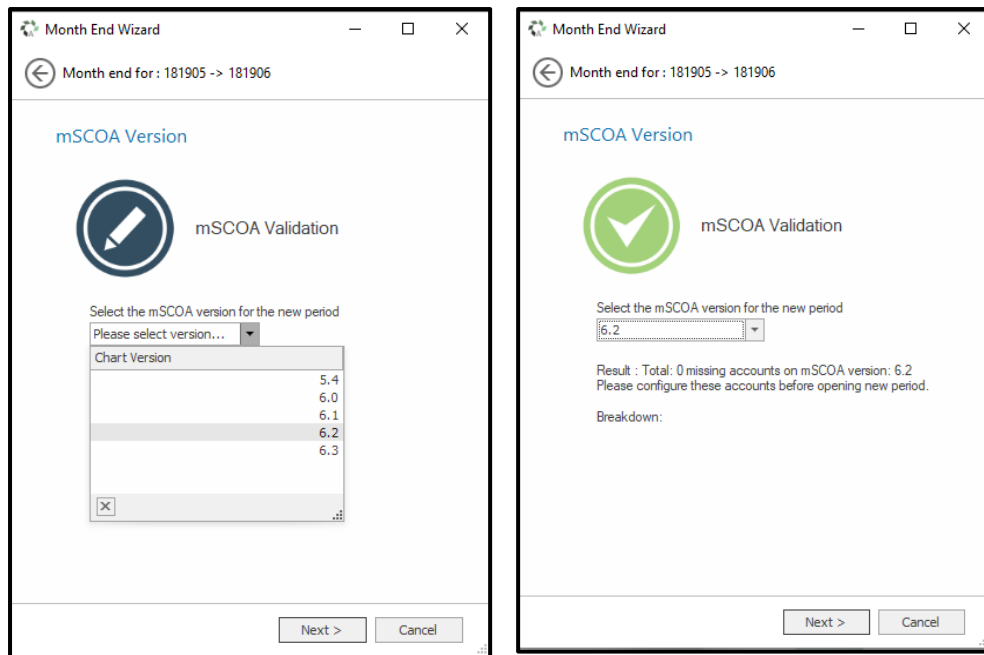 Month End Wizard
Month end for : 181905 -> 181906
mSCOA Version
mSCOA Validation
Select the mSCOA version for the new period
Please select version...
Chart Version
5.4
6.0
6.1
6.2
6.3
Next >
Cancel
Month End Wizard
Month end for : 181905 -> 181906
mSCOA Version
mSCOA Validation
Select the mSCOA version for the new period
6.2
Result : Total: 0 missing accounts on mSCOA version: 6.2
Please configure these accounts before opening new period.
Breakdown:
Next >
Cancel